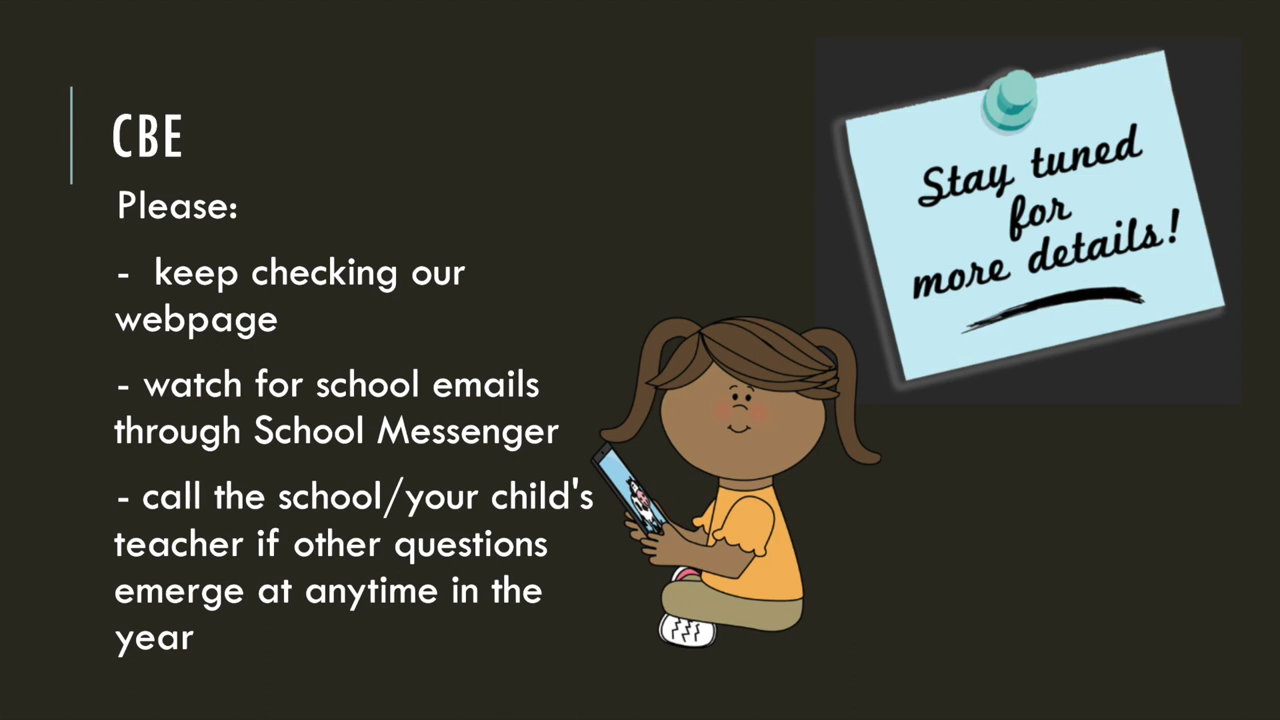 CBE
Please:
- keep checking our
webpage
- watch for school emails
through School Messenger
- call the school/your child's
teacher if other questions
emerge at anytime in the
year
Stay tuned
for
more details!